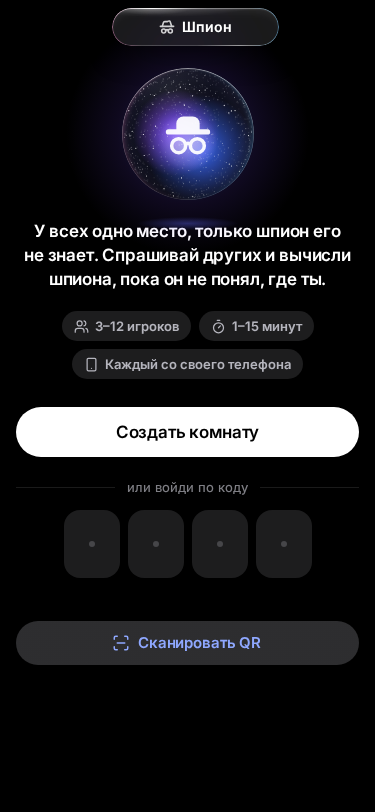 Шпион
У всех одно место, только шпион его
не знает. Спрашивай других и вычисли
шпиона, пока он не понял, где ты.
3–12 игроков
1–15 минут
Каждый со своего телефона
Создать комнату
или войди по коду
Сканировать QR